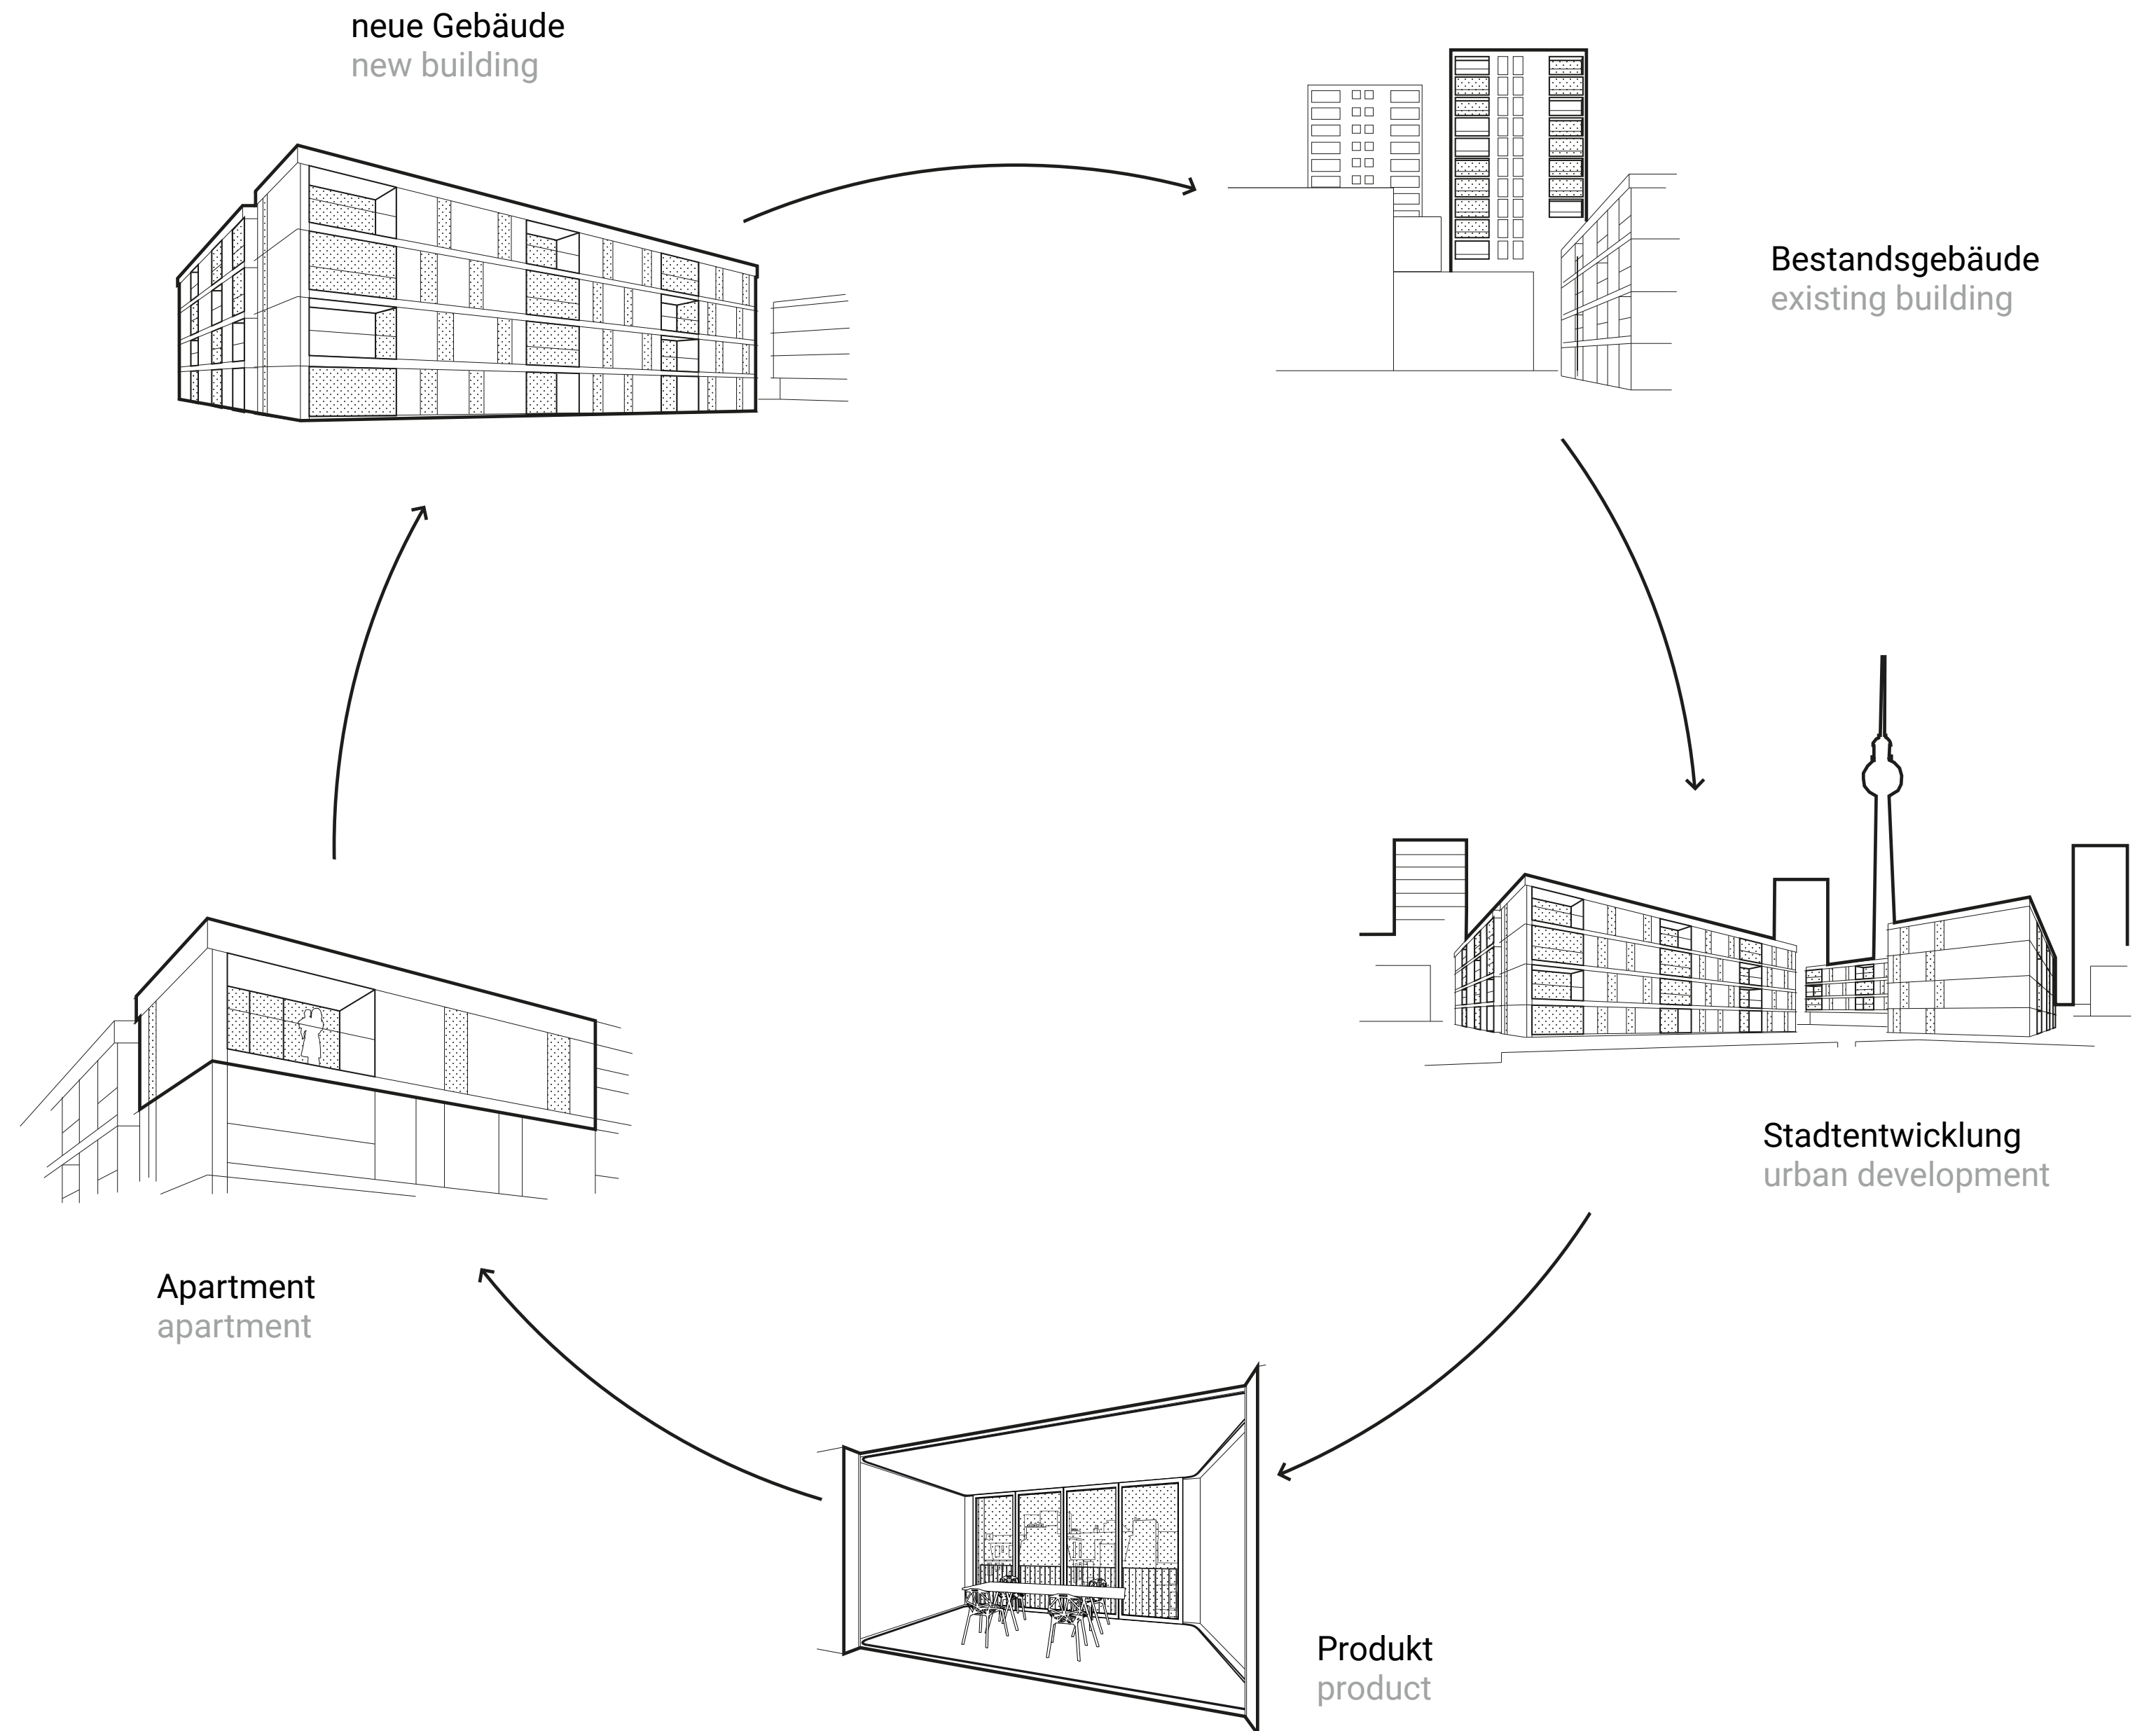 neue Gebäude
new building
Bestandsgebäude
existing building
Stadtentwicklung
urban development
Apartment
apartment
Produkt
product